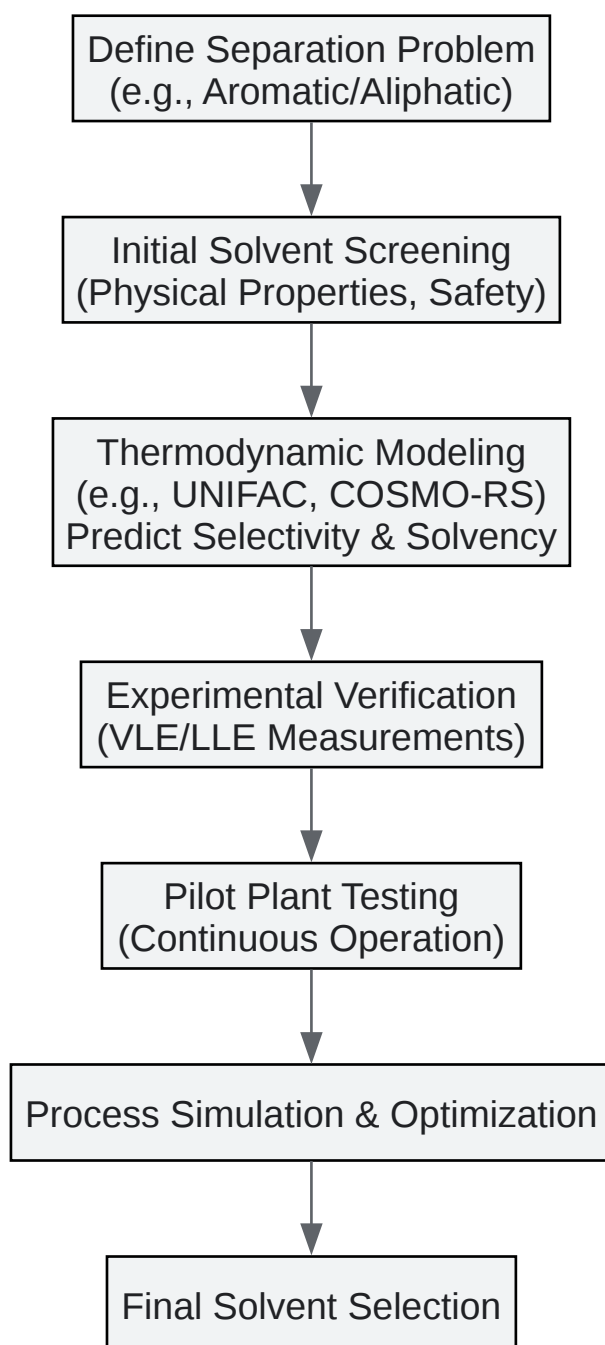 Define Separation Problem
(e.g., Aromatic/Aliphatic)
Initial Solvent Screening
(Physical Properties, Safety)
Thermodynamic Modeling
(e.g., UNIFAC, COSMO-RS)
Predict Selectivity & Solvency
Experimental Verification
(VLE/LLE Measurements)
Pilot Plant Testing
(Continuous Operation)
Process Simulation & Optimization
Final Solvent Selection